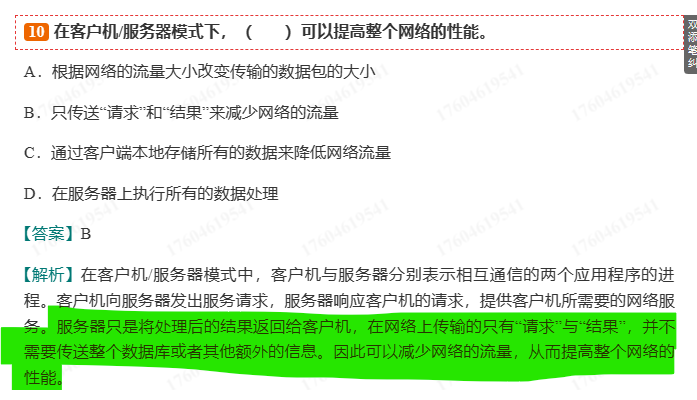 10 在客户机/服务器模式下，（　　）可以提高整个网络的性能。
A．根据网络的流量大小改变传输的数据包的大小
B．只传送“请求”和“结果”来减少网络的流量
C．通过客户端本地存储所有的数据来降低网络流量
D．在服务器上执行所有的数据处理
【答案】B
【解析】在客户机/服务器模式中，客户机与服务器分别表示相互通信的两个应用程序的进
程。客户机向服务器发出服务请求，服务器响应客户机的请求，提供客户机所需要的网络服
务。服务器只是将处理后的结果返回给客户机，在网络上传输的只有“请求”与“结果”，并不
需要传送整个数据库或者其他额外的信息。因此可以减少网络的流量，从而提高整个网络的
性能。
双
添
笔
纠
17604619541
17604619541
17604619541
17604619541
17604619541
17604619541
17604619541
17604619541
17604619541
17604619541